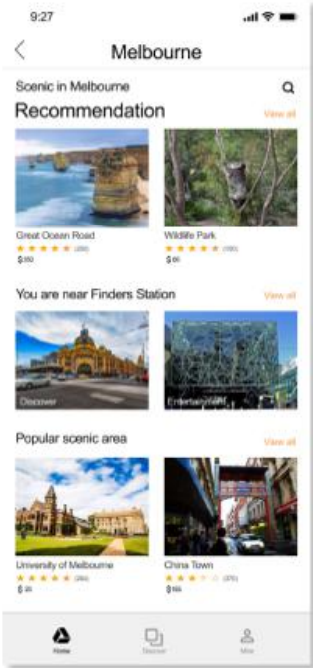 9:27
Melbourne
Scenic in Melbourne
Recommendation
View all
Great Ocean Road
Wildlife Park
You are near Finders Station
View all
Discover
Entertainment
Popular scenic area
View all
University of Melbourne
China Town
Home
Discover